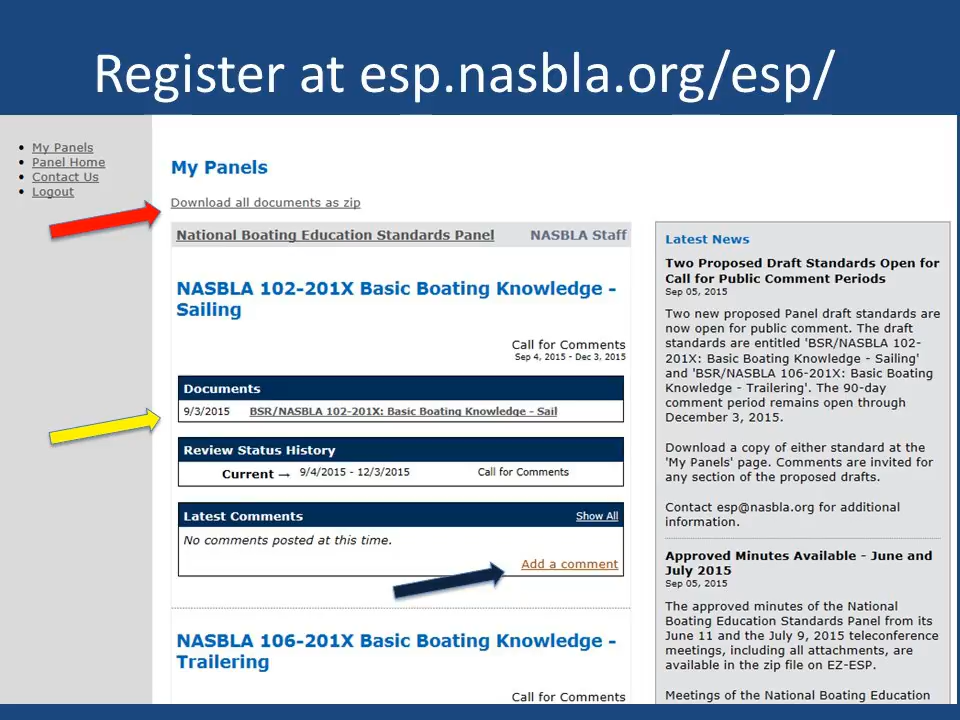 Register at esp.nasbla.org/esp/
My Panels
Panel Home
Contact Us
Logout
My Panels
Download all documents as zip
National Boating Education Standards Panel NASBLA Staff
NASBLA 102-201X Basic Boating Knowledge -
Sailing
Call for Comments
Sep 4, 2015 - Dec 3, 2015
Documents
9/3/2015 BSR/NASBLA 102-201X: Basic Boating Knowledge - Sail
Review Status History
Current → 9/4/2015 - 12/3/2015 Call for Comments
Latest Comments Show All
No comments posted at this time.
Add a comment
NASBLA 106-201X Basic Boating Knowledge -
Trailering
Call for Comments
Latest News
Two Proposed Draft Standards Open for
Call for Public Comment Periods
Sep 05, 2015
Two new proposed Panel draft standards are
now open for public comment. The draft
standards are entitled 'BSR/NASBLA 102-
201X: Basic Boating Knowledge - Sailing'
and 'BSR/NASBLA 106-201X: Basic Boating
Knowledge - Trailering'. The 90-day
comment period remains open through
December 3, 2015.
Download a copy of either standard at the
'My Panels' page. Comments are invited for
any section of the proposed drafts.
Contact esp@nasbla.org for additional
information.
Approved Minutes Available - June and
July 2015
Sep 05, 2015
The approved minutes of the National
Boating Education Standards Panel from its
June 11 and the July 9, 2015 teleconference
meetings, including all attachments, are
available in the zip file on EZ-ESP.
Meetings of the National Boating Education